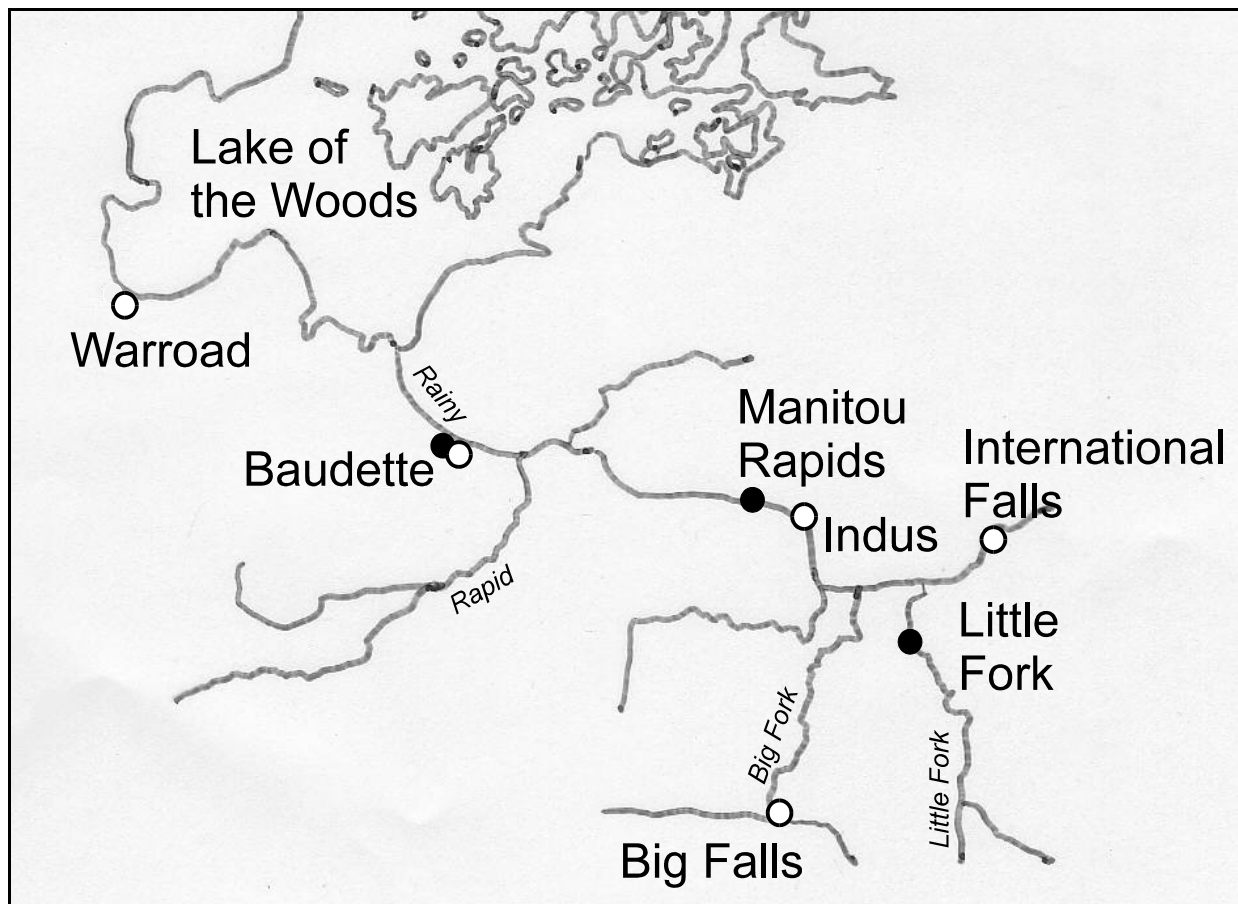 Lake of
the Woods
Warroad
Rainy
Baudette
Manitou
Rapids
International
Falls
Indus
Rapid
Little
Fork
Big Fork
Little Fork
Big Falls